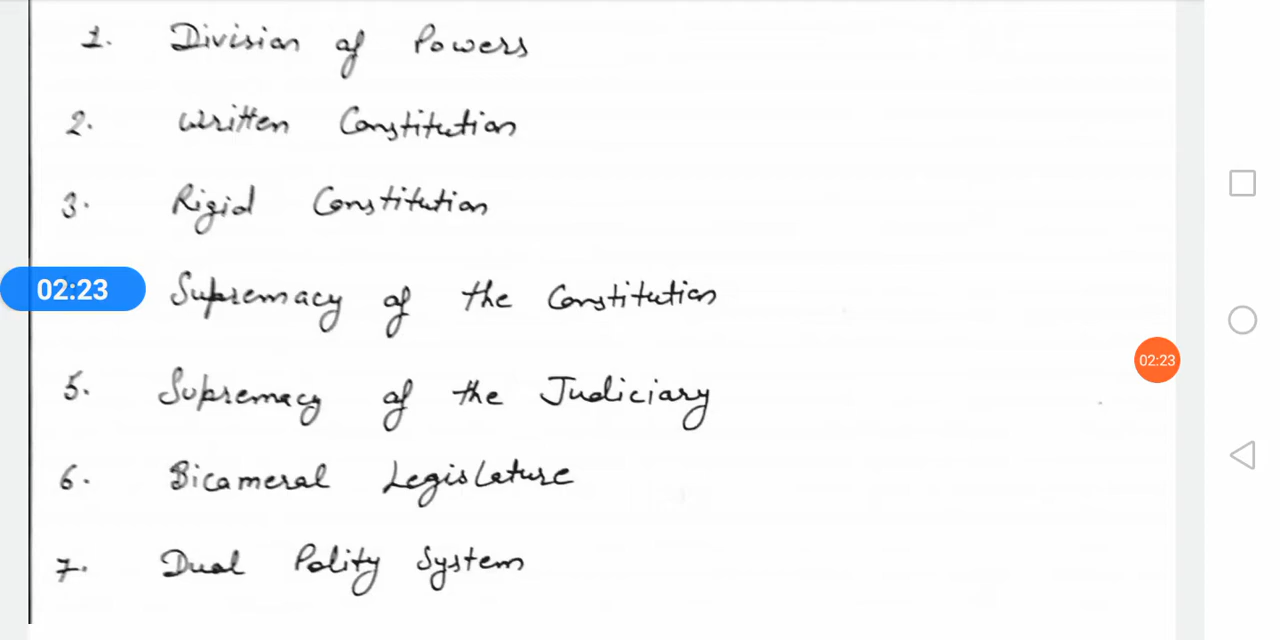 1. Division of Powers
2. Written Constitution
3. Rigid Constitution
02:23 Supremacy of the Constitution
02:23
5. Supremacy of the Judiciary
6. Bicameral Legislature
7. Dual Polity System